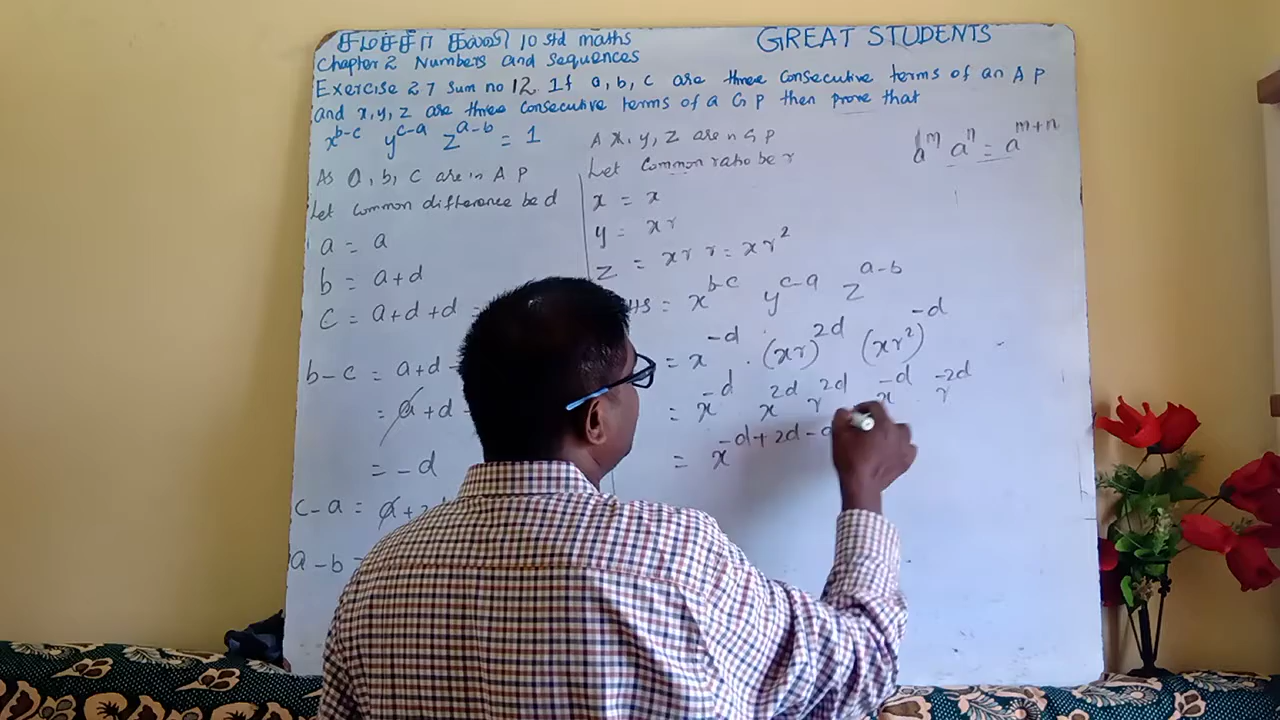 சமச்சீர் கல்வி 10 std maths
GREAT STUDENTS
Chapter 2 Numbers and Sequences
Exercise 2.7 Sum no 12. If a, b, c are three consecutive terms of an A P
and x, y, z are three consecutive terms of a G P then prove that
x^{b-c} y^{c-a} z^{a-b} = 1
As a, b, c are in A P
Let common difference be d
a = a
b = a+d
C = a+d+d
b-c = a+d
= a+d
= -d
c-a = a+2
a-b
A x, y, z are in G P
Let common ratio be r
x = x
y = xr
z = xr r = xr²
= x^{b-c} y^{c-a} z^{a-b}
= x^{-d} . (xr)^{2d} (xr²)^{-d}
= x^{-d} x^{2d} r^{2d} x^{-d} r^{-2d}
= x^{-d+2d-d}
a^m a^n = a^{m+n}